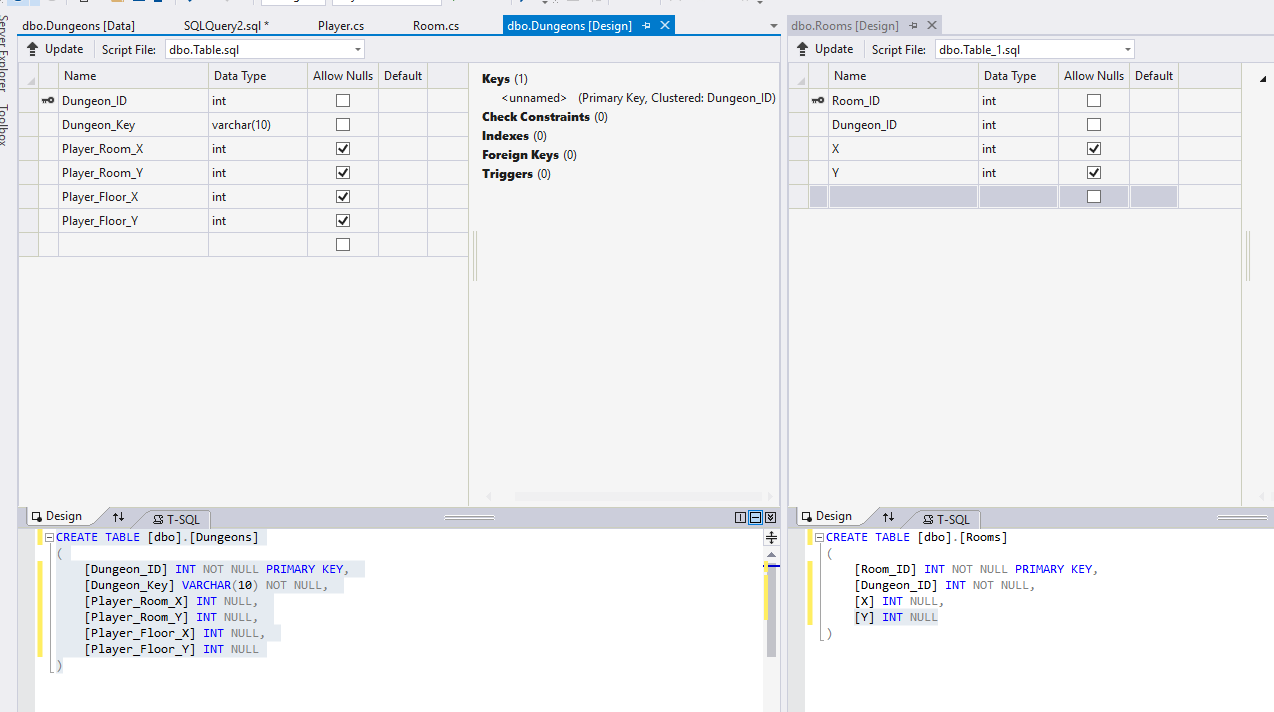 Server Explorer
Toolbox
dbo.Dungeons [Data]
SQLQuery2.sql *
Player.cs
Room.cs
dbo.Dungeons [Design]
Update
Script File:
dbo.Table.sql
Name
Data Type
Allow Nulls
Default
Dungeon_ID
int
Dungeon_Key
varchar(10)
Player_Room_X
int
Player_Room_Y
int
Player_Floor_X
int
Player_Floor_Y
int
Keys (1)
<unnamed> (Primary Key, Clustered: Dungeon_ID)
Check Constraints (0)
Indexes (0)
Foreign Keys (0)
Triggers (0)
Design
T-SQL
CREATE TABLE [dbo].[Dungeons]
(
[Dungeon_ID] INT NOT NULL PRIMARY KEY,
[Dungeon_Key] VARCHAR(10) NOT NULL,
[Player_Room_X] INT NULL,
[Player_Room_Y] INT NULL,
[Player_Floor_X] INT NULL,
[Player_Floor_Y] INT NULL
)
dbo.Rooms [Design]
Update
Script File:
dbo.Table_1.sql
Name
Data Type
Allow Nulls
Default
Room_ID
int
Dungeon_ID
int
X
int
Y
int
Design
T-SQL
CREATE TABLE [dbo].[Rooms]
(
[Room_ID] INT NOT NULL PRIMARY KEY,
[Dungeon_ID] INT NOT NULL,
[X] INT NULL,
[Y] INT NULL
)